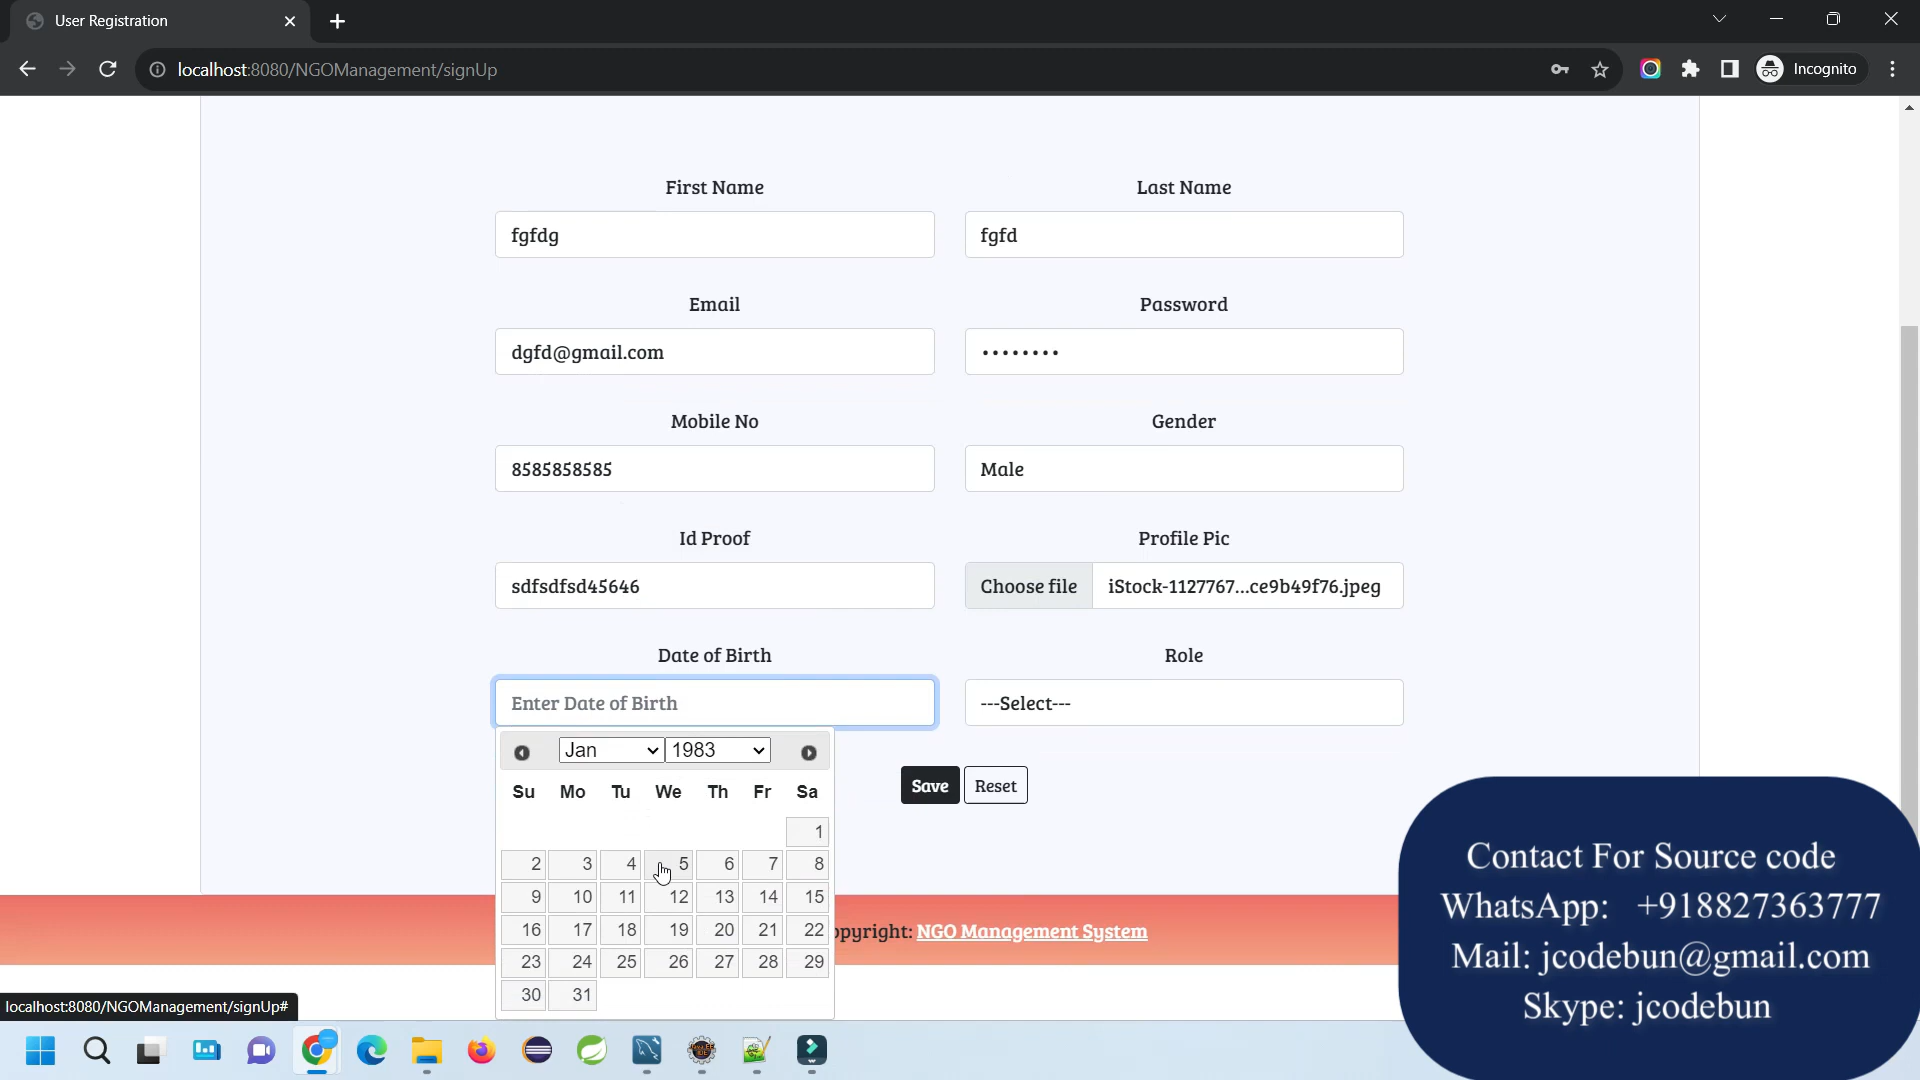 User Registration
localhost:8080/NGOManagement/signUp
Incognito
First Name
Last Name
fgfdg
fgfd
Email
Password
dgfd@gmail.com
••••••••
Mobile No
Gender
8585858585
Male
Id Proof
Profile Pic
sdfsdfsd45646
Choose file iStock-1127767...ce9b49f76.jpeg
Date of Birth
Role
Enter Date of Birth
---Select---
Jan 1983
Su Mo Tu We Th Fr Sa
1
2 3 4 5 6 7 8
9 10 11 12 13 14 15
16 17 18 19 20 21 22
23 24 25 26 27 28 29
30 31
Save Reset
opyright: NGO Management System
Contact For Source code
WhatsApp: +918827363777
Mail: jcodebun@gmail.com
Skype: jcodebun
localhost:8080/NGOManagement/signUp#